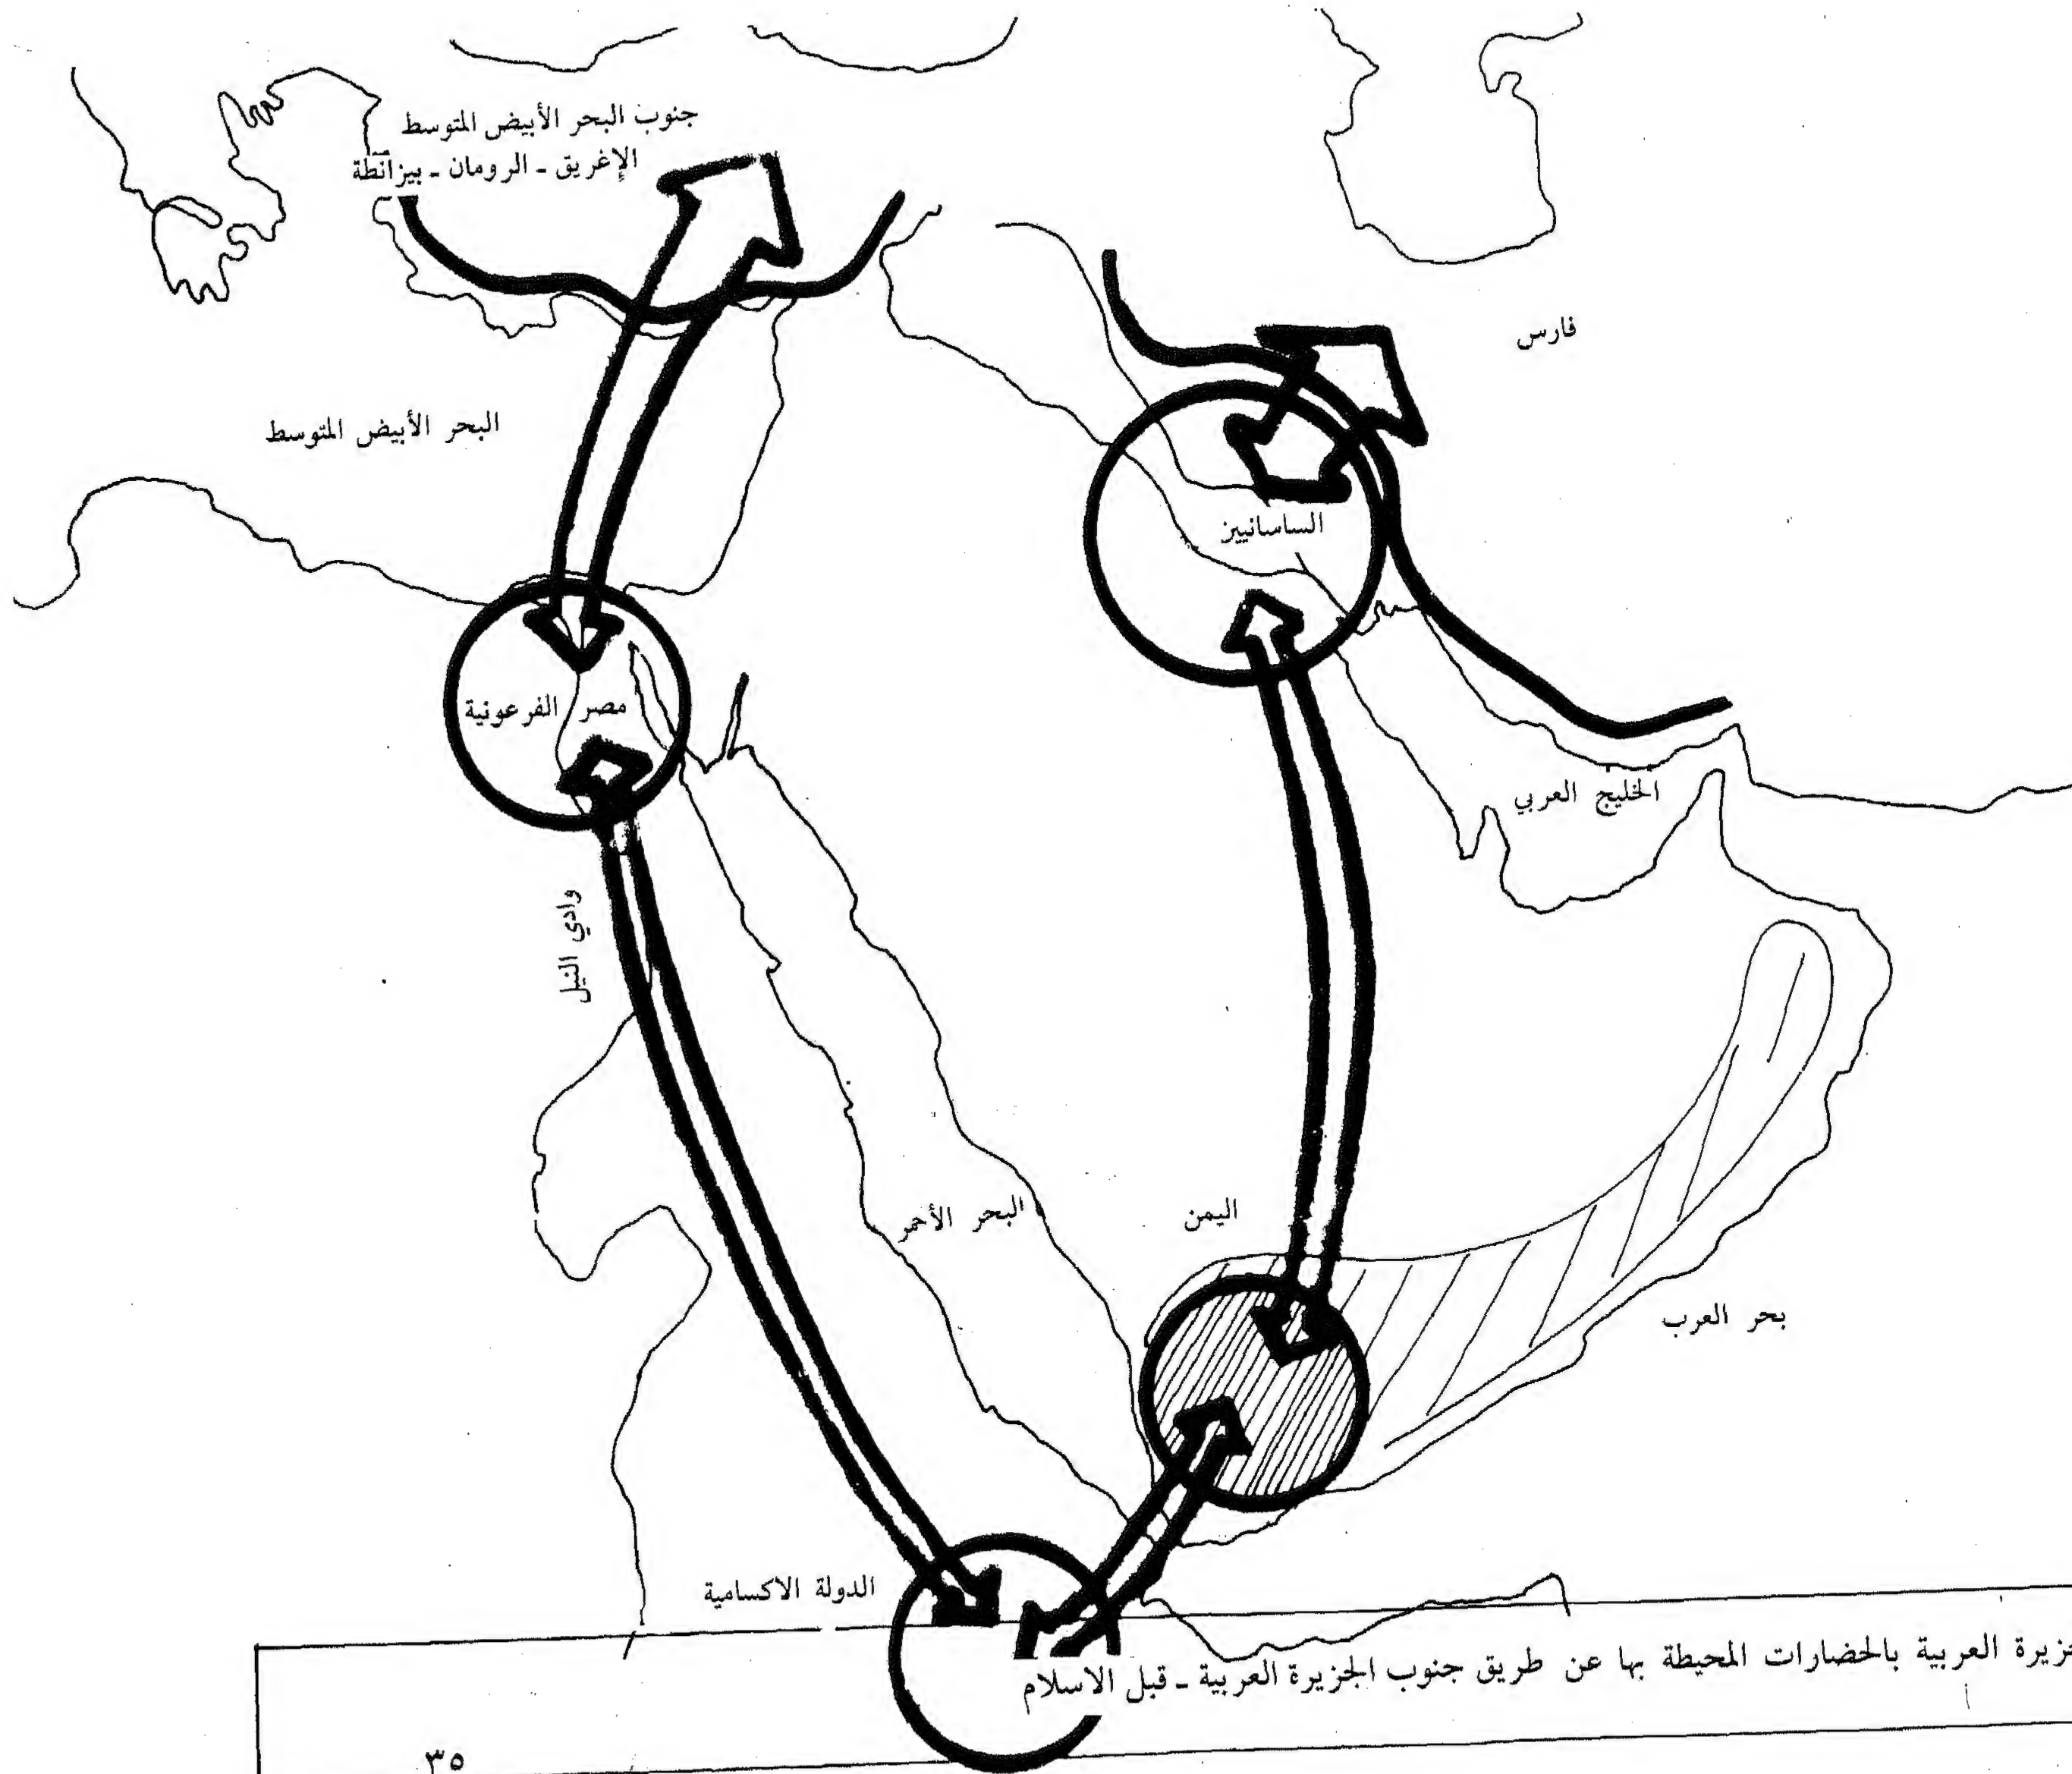 جنوب البحر الأبيض المتوسط
الإغريق - الرومان - بيزانطة
فارس
البحر الأبيض المتوسط
الساسانيين
مصر الفرعونية
الخليج العربي
وادي النيل
البحر الأحمر
اليمن
بحر العرب
الدولة الاكسامية
العربية بالحضارات المحيطة بها عن طريق جنوب الجزيرة العربية - قبل الاسلام
٣٥